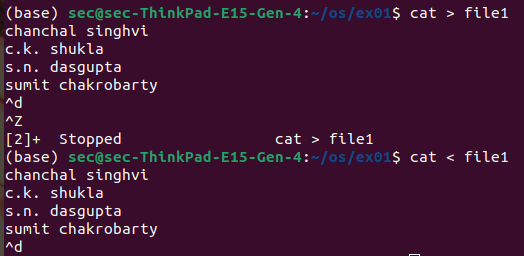 (base) sec@sec-ThinkPad-E15-Gen-4:~/os/ex01$ cat > file1
chanchal singhvi
c.k. shukla
s.n. dasgupta
sumit chakrobarty
^d
^Z
[2]+  Stopped                 cat > file1
(base) sec@sec-ThinkPad-E15-Gen-4:~/os/ex01$ cat < file1
chanchal singhvi
c.k. shukla
s.n. dasgupta
sumit chakrobarty
^d